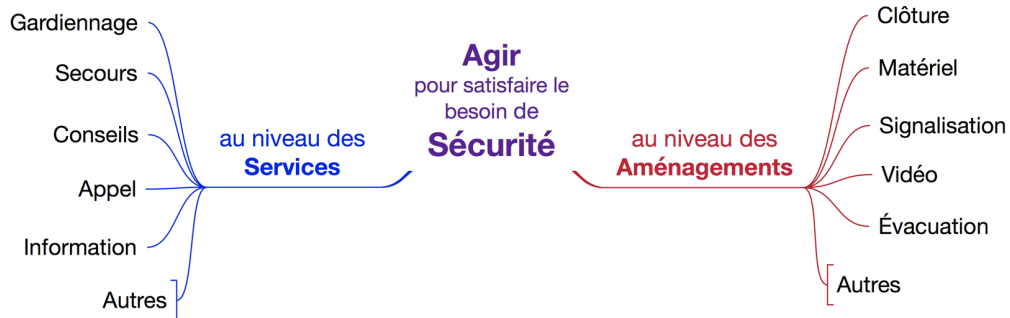 Agir
pour satisfaire le
besoin de
Sécurité
au niveau des
Services
Gardiennage
Secours
Conseils
Appel
Information
Autres
au niveau des
Aménagements
Clôture
Matériel
Signalisation
Vidéo
Évacuation
Autres